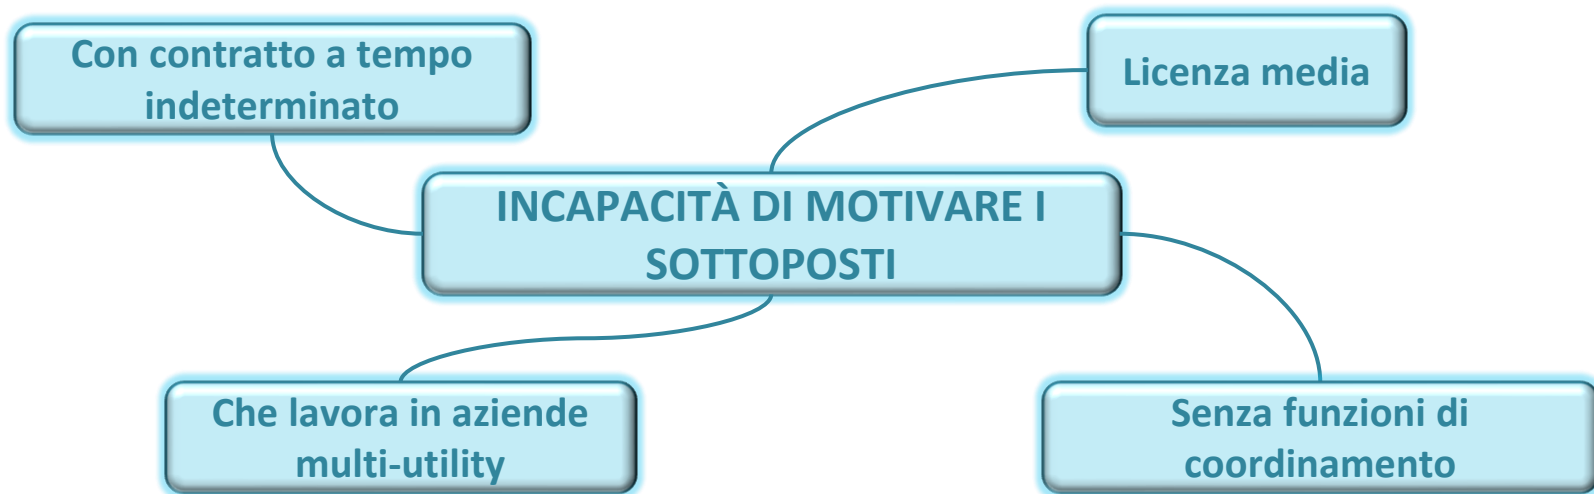 Con contratto a tempo
indeterminato
Licenza media
INCAPACITÀ DI MOTIVARE I
SOTTOPOSTI
Che lavora in aziende
multi-utility
Senza funzioni di
coordinamento